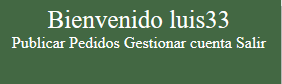 Bienvenido luis33
Publicar Pedidos Gestionar cuenta Salir